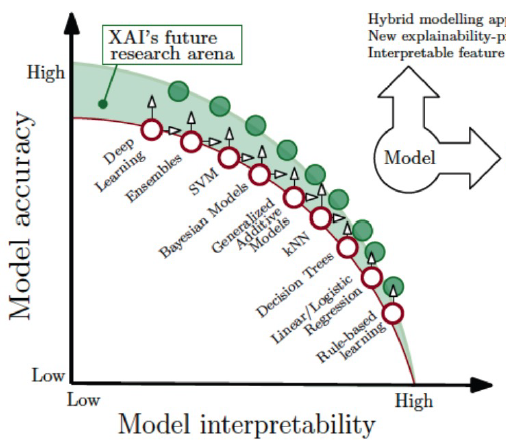 XAI's future
research arena
Hybrid modelling
New explainability-
Interpretable feature
Model
High
Low
Model accuracy
Deep
Learning
Ensembles
SVM
Bayesian Models
Generalized
Additive
Models
kNN
Decision Trees
Linear/Logistic
Regression
Rule-based
learning
Low
High
Model interpretability